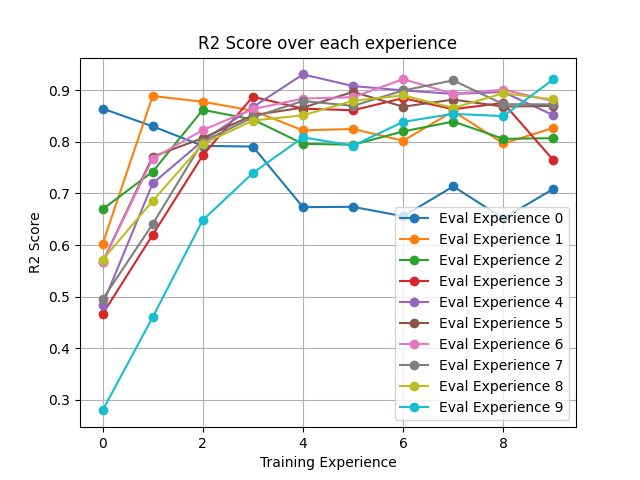 R2 Score over each experience
R2 Score
0.9
0.8
0.7
0.6
0.5
0.4
0.3
0
2
4
6
8
Training Experience
Eval Experience 0
Eval Experience 1
Eval Experience 2
Eval Experience 3
Eval Experience 4
Eval Experience 5
Eval Experience 6
Eval Experience 7
Eval Experience 8
Eval Experience 9